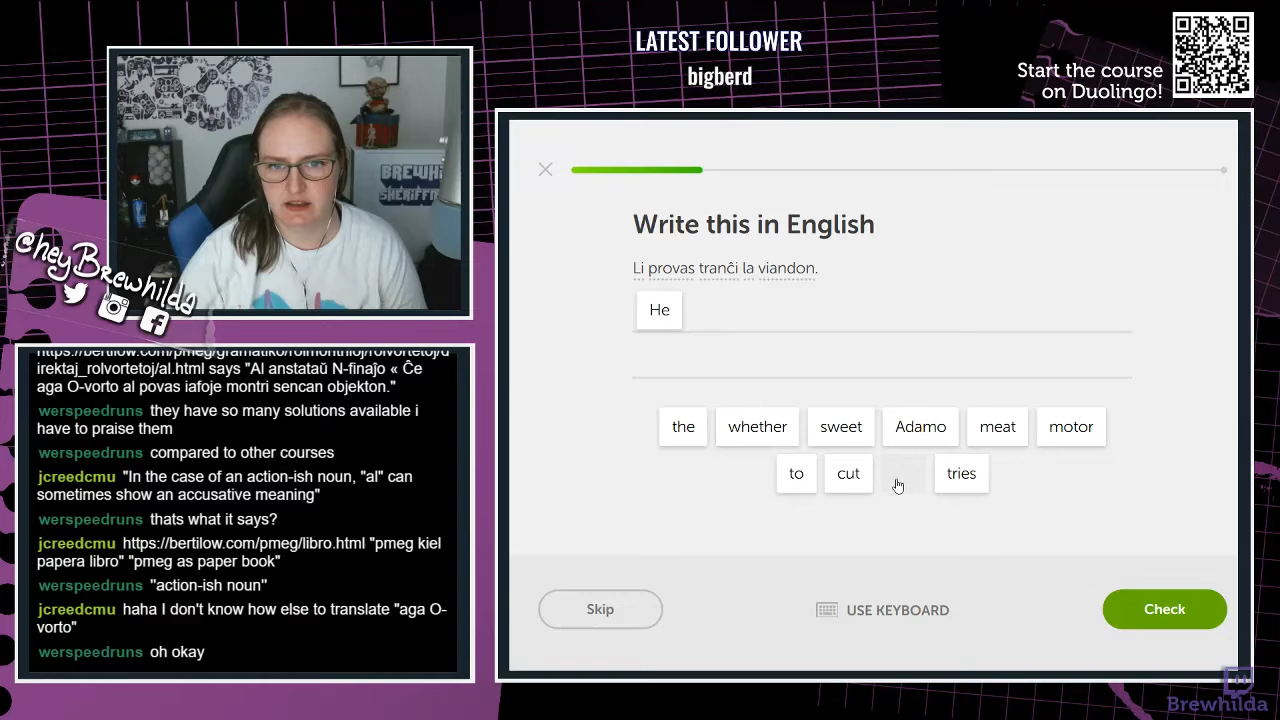 LATEST FOLLOWER
bigberd
Start the course
on Duolingo!
BREWHI
SHERIFF
@heyBrewhilda
Write this in English
Li provas tranĉi la viandon.
He
the whether sweet Adamo meat motor
to cut tries
Skip
USE KEYBOARD
Check
https://bertilow.com/pmeg/gramatiko/rolmontriloj/rolvortetoj/d
irektaj_rolvortetoj/al.html says "Al anstataŭ N-finaĵo « Ĉe
aga O-vorto al povas iafoje montri sencan objekton."
werspeedruns they have so many solutions available i
have to praise them
werspeedruns compared to other courses
jcreedcmu "In the case of an action-ish noun, "al" can
sometimes show an accusative meaning"
werspeedruns thats what it says?
jcreedcmu https://bertilow.com/pmeg/libro.html "pmeg kiel
papera libro" "pmeg as paper book"
werspeedruns "action-ish noun"
jcreedcmu haha I don't know how else to translate "aga O-
vorto"
werspeedruns oh okay
Brewhilda